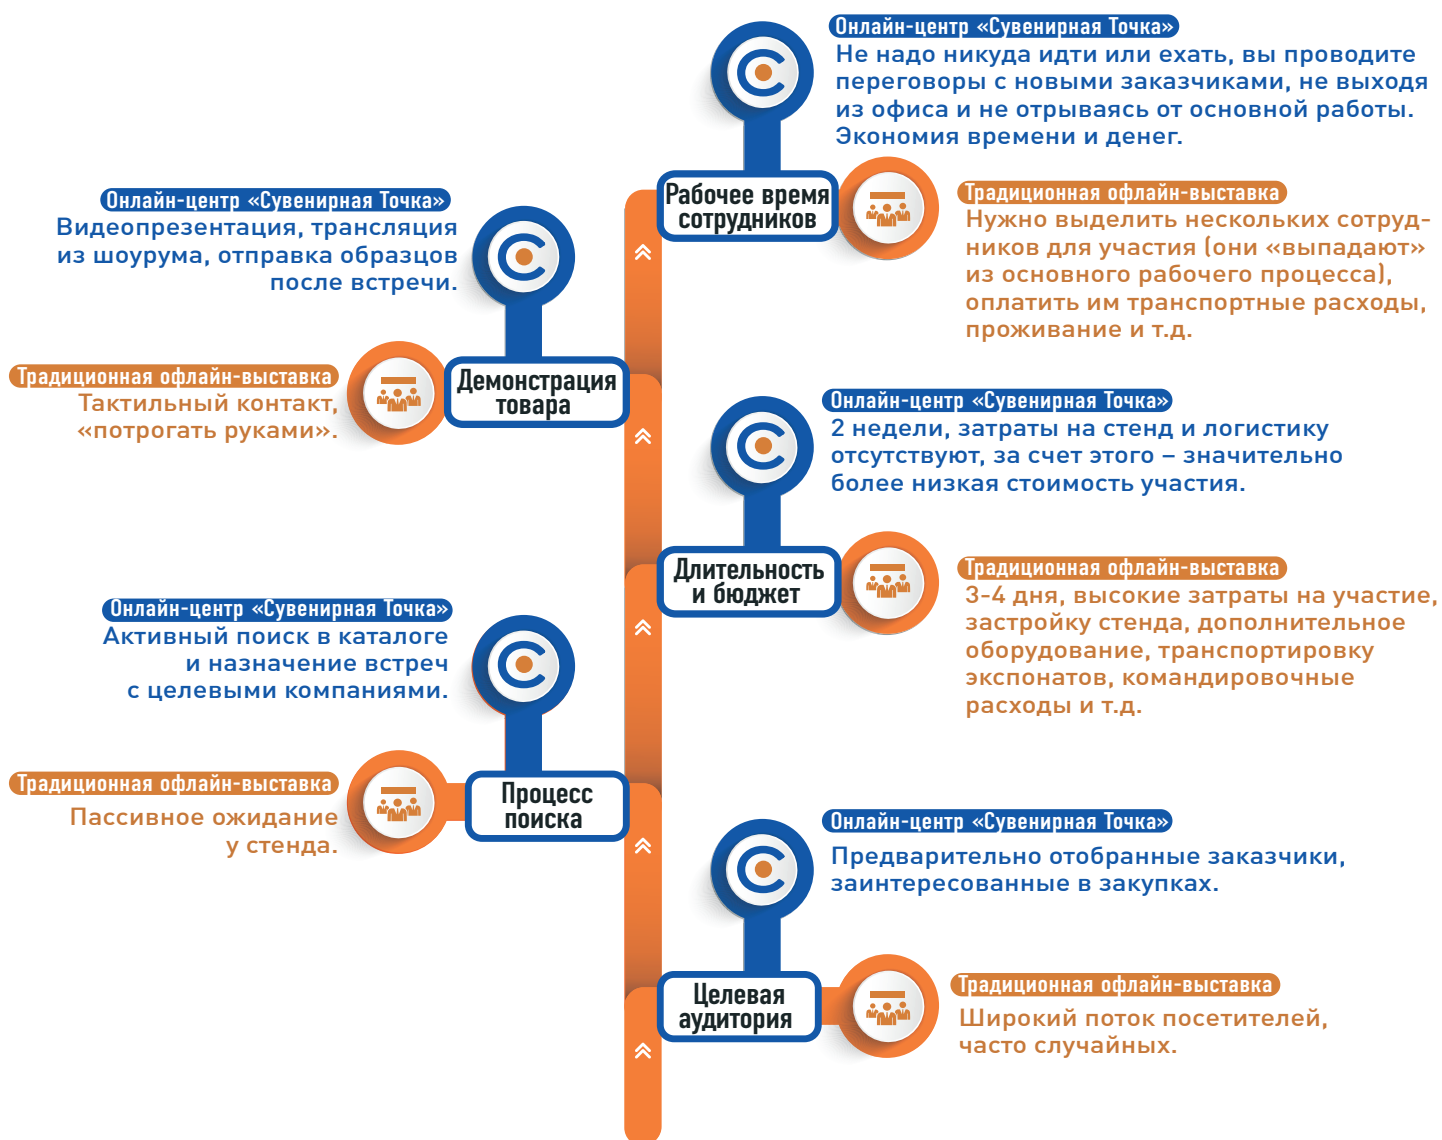 Онлайн-центр «Сувенирная Точка»
Не надо никуда идти или ехать, вы проводите
переговоры с новыми заказчиками, не выходя
из офиса и не отрываясь от основной работы.
Экономия времени и денег.
Рабочее время
сотрудников
Традиционная офлайн-выставка
Нужно выделить нескольких сотруд-
ников для участия (они «выпадают»
из основного рабочего процесса),
оплатить им транспортные расходы,
проживание и т.д.
Онлайн-центр «Сувенирная Точка»
Видеопрезентация, трансляция
из шоурума, отправка образцов
после встречи.
Демонстрация
товара
Традиционная офлайн-выставка
Тактильный контакт,
«потрогать руками».
Онлайн-центр «Сувенирная Точка»
2 недели, затраты на стенд и логистику
отсутствуют, за счет этого – значительно
более низкая стоимость участия.
Длительность
и бюджет
Традиционная офлайн-выставка
3-4 дня, высокие затраты на участие,
застройку стенда, дополнительное
оборудование, транспортировку
экспонатов, командировочные
расходы и т.д.
Онлайн-центр «Сувенирная Точка»
Активный поиск в каталоге
и назначение встреч
с целевыми компаниями.
Процесс
поиска
Традиционная офлайн-выставка
Пассивное ожидание
у стенда.
Онлайн-центр «Сувенирная Точка»
Предварительно отобранные заказчики,
заинтересованные в закупках.
Целевая
аудитория
Традиционная офлайн-выставка
Широкий поток посетителей,
часто случайных.